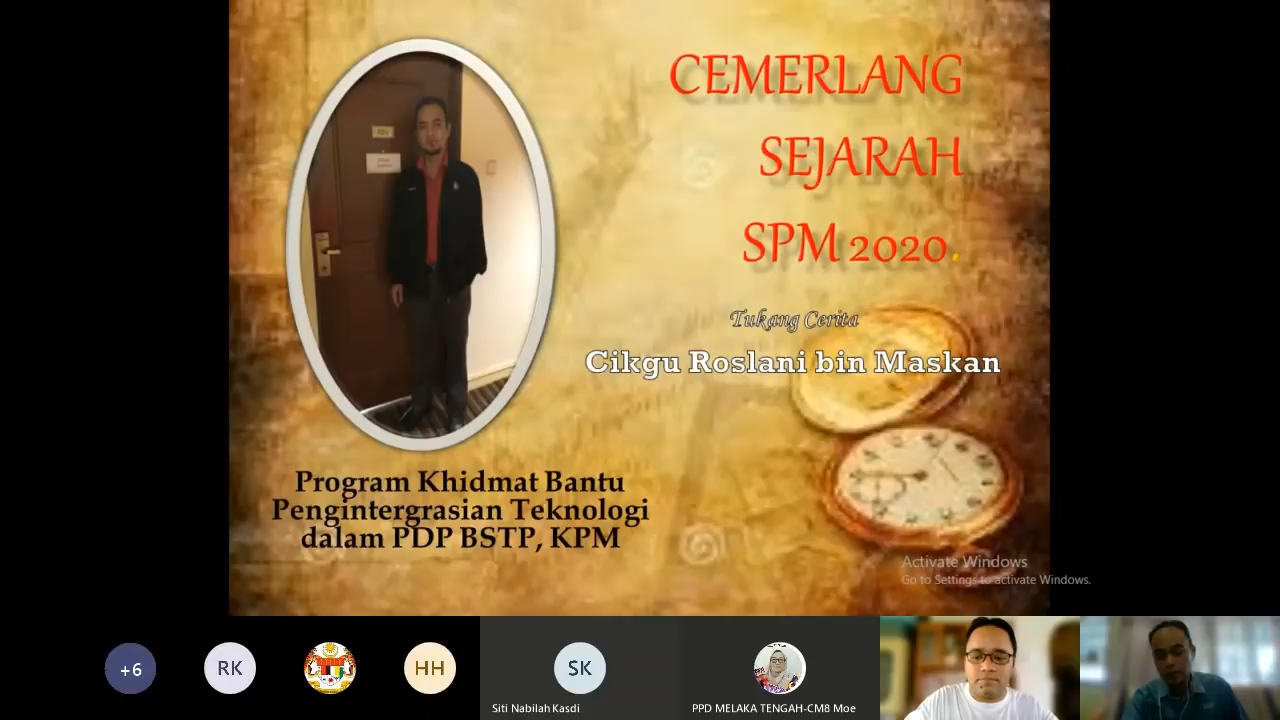 CEMERLANG
SEJARAH
SPM 2020.
Tukang Cerita
Cikgu Roslani bin Maskan
Program Khidmat Bantu
Pengintergrasian Teknologi
dalam PDP BSTP, KPM
Activate Windows
Go to Settings to activate Windows.
+6
RK
HH
SK
Siti Nabilah Kasdi
PPD MELAKA TENGAH-CM8 Moe